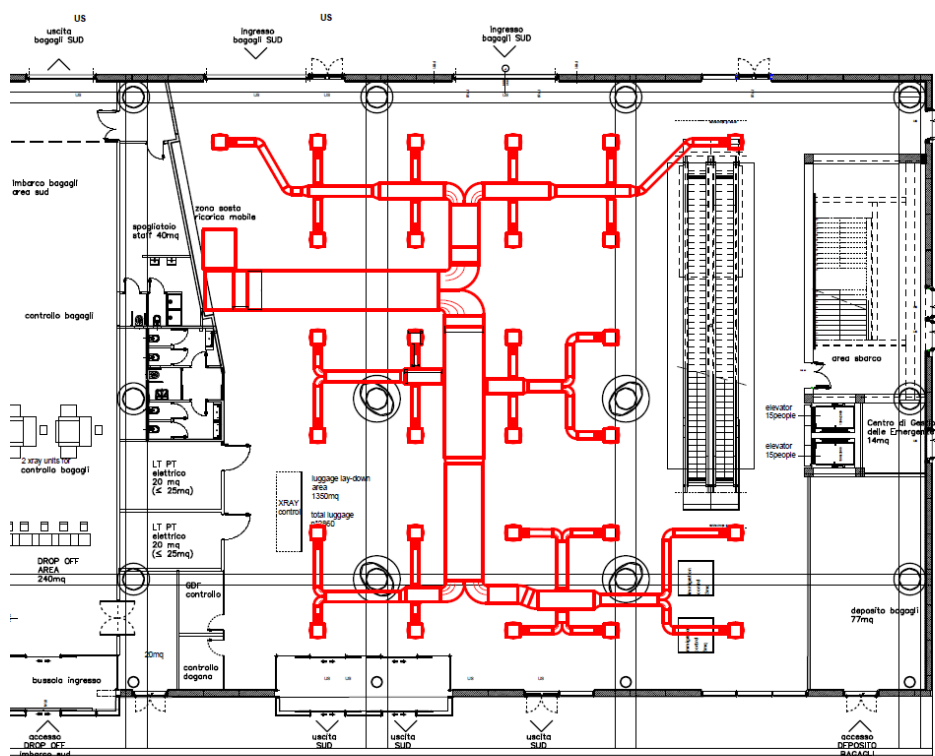 US
US
uscita
bagagli SUD
ingresso
bagagli SUD
ingresso
bagagli SUD
imbarco bagagli
area sud
zona sosta
ricarica mobile
spogliatoio
staff 40mq
controllo bagagli
area sbarco
elevator
15people
elevator
15people
Centro di Gesti
delle Emergenze
14mq
2 xray units for
controllo bagagli
LT PT
elettrico
20 mq
(≤ 25mq)
XRAY
control
luggage lay-down
area
1350mq
total luggage
LT PT
elettrico
20 mq
(≤ 25mq)
DROP OFF
AREA
240mq
GDF
controllo
deposito bagagli
77mq
20mq
controllo
dogana
bussola ingresso
accesso
DROP OFF
imbarco sud
uscita
SUD
uscita
SUD
uscita
SUD
accesso
DEPOSITO
BAGAGLI